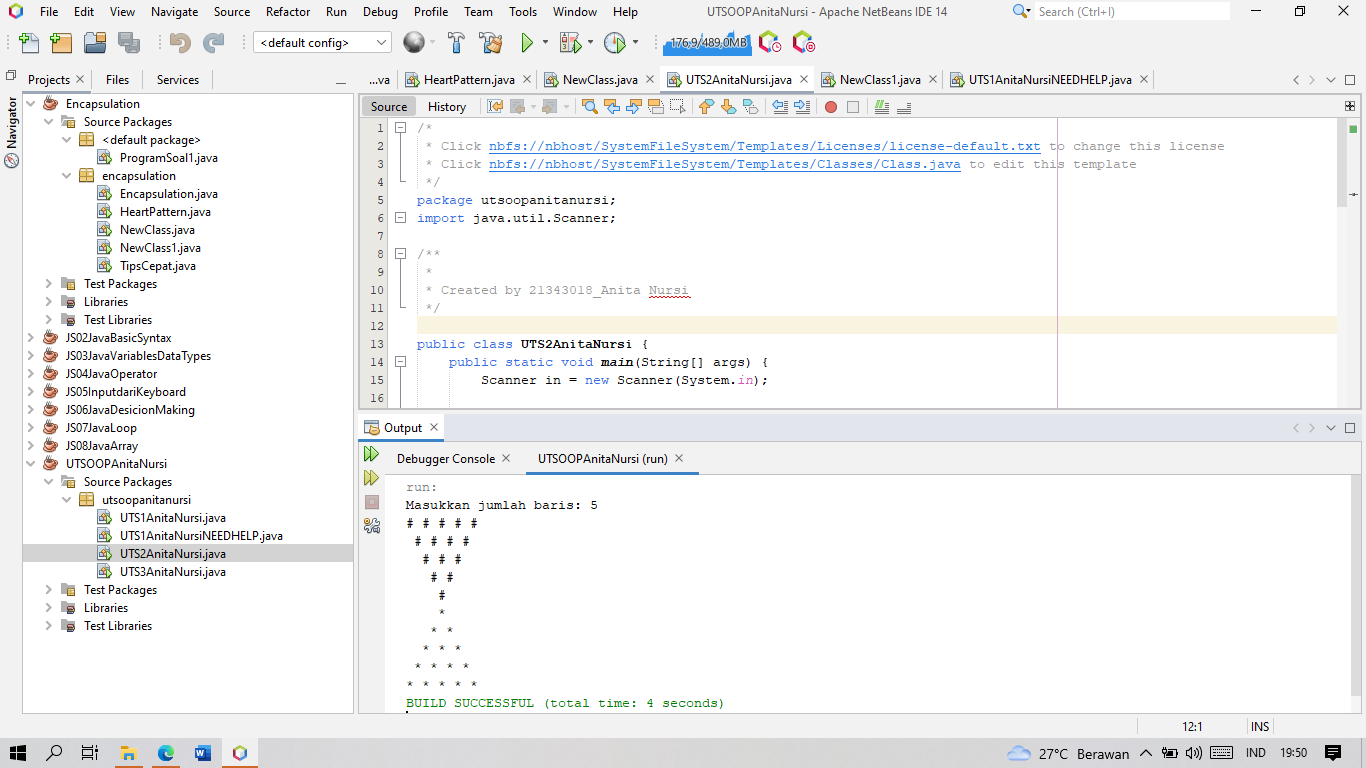 File Edit View Navigate Source Refactor Run Debug Profile Team Tools Window Help UTSOOPAnitaNursi - Apache NetBeans IDE 14 Search (Ctrl+I)
<default config> 176,9/489,0MB
Projects Files Services
...va HeartPattern.java NewClass.java UTS2AnitaNursi.java NewClass1.java UTS1AnitaNursiNEEDHELP.java
Navigator
Encapsulation
Source Packages
<default package>
ProgramSoal1.java
encapsulation
Encapsulation.java
HeartPattern.java
NewClass.java
NewClass1.java
TipsCepat.java
Test Packages
Libraries
Test Libraries
JS02JavaBasicSyntax
JS03JavaVariablesDataTypes
JS04JavaOperator
JS05InputdariKeyboard
JS06JavaDesicionMaking
JS07JavaLoop
JS08JavaArray
UTSOOPAnitaNursi
Source Packages
utsoopanitanursi
UTS1AnitaNursi.java
UTS1AnitaNursiNEEDHELP.java
UTS2AnitaNursi.java
UTS3AnitaNursi.java
Test Packages
Libraries
Test Libraries
Source History
1 /*
2 * Click nbfs://nbhost/SystemFileSystem/Templates/Licenses/license-default.txt to change this license
3 * Click nbfs://nbhost/SystemFileSystem/Templates/Classes/Class.java to edit this template
4 */
5 package utsoopanitanursi;
6 import java.util.Scanner;
7
8 /**
9 *
10 * Created by 21343018_Anita Nursi
11 */
12
13 public class UTS2AnitaNursi {
14 public static void main(String[] args) {
15 Scanner in = new Scanner(System.in);
16
Output
Debugger Console UTSOOPAnitaNursi (run)
run:
Masukkan jumlah baris: 5
# # # # #
# # # #
# # #
# #
#
*
* *
* * *
* * * *
* * * * *
BUILD SUCCESSFUL (total time: 4 seconds)
12:1 INS
27°C Berawan IND 19:50